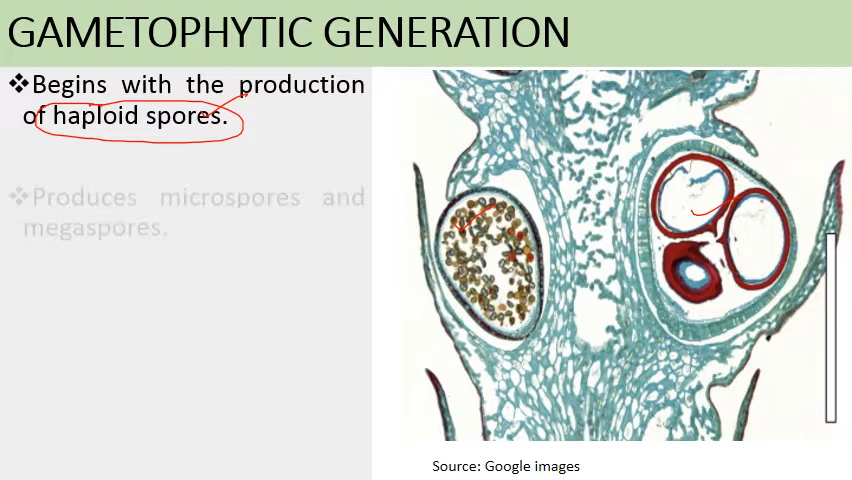 GAMETOPHYTIC GENERATION
❖Begins with the production
of haploid spores.
❖Produces microspores and
megaspores.
Source: Google images